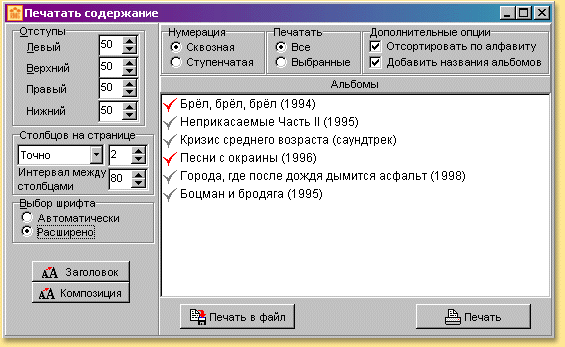 Печатать содержание
Отступы
Левый 50
Верхний 50
Правый 50
Нижний 50
Столбцов на странице
Точно 2
Интервал между столбцами 80
Выбор шрифта
Автоматически
Расширено
Заголовок
Композиция
Нумерация
Сквозная
Ступенчатая
Печатать
Все
Выбранные
Дополнительные опции
Отсортировать по алфавиту
Добавить названия альбомов
Альбомы
Брёл, брёл, брёл (1994)
Неприкасаемые Часть II (1995)
Кризис среднего возраста (саундтрек)
Песни с окраины (1996)
Города, где после дождя дымится асфальт (1998)
Боцман и бродяга (1995)
Печать в файл
Печать